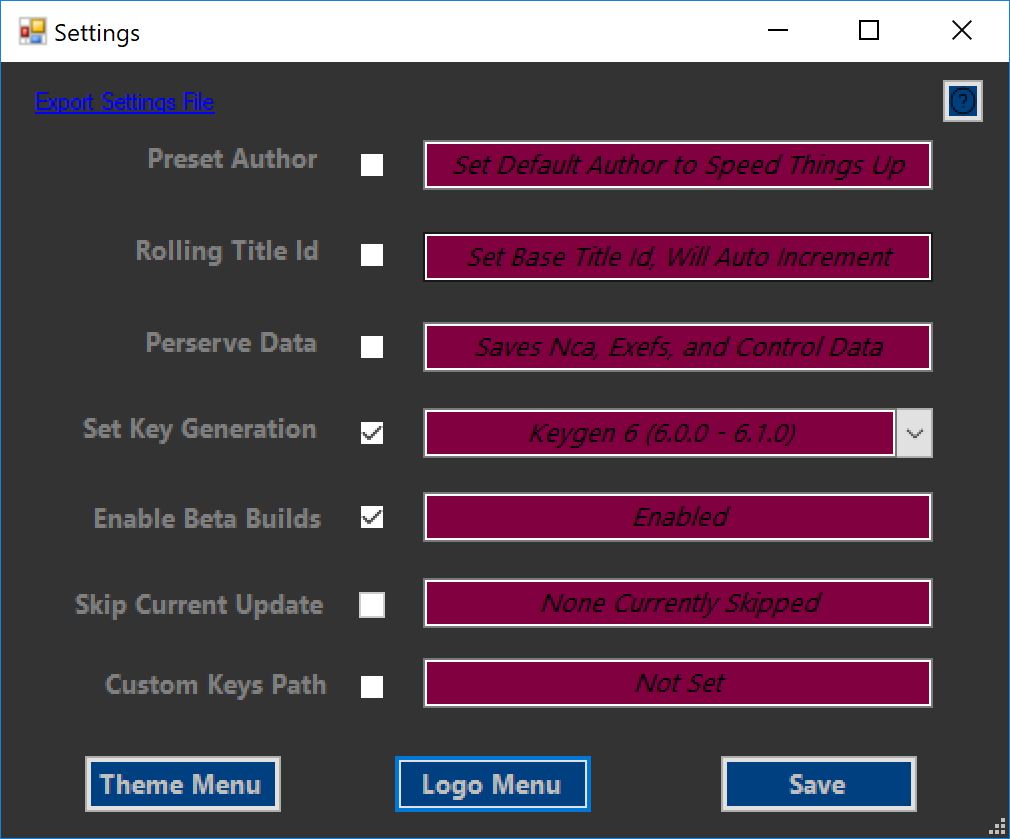 Settings
Export Settings File
?
Preset Author
Set Default Author to Speed Things Up
Rolling Title Id
Set Base Title Id, Will Auto Increment
Perserve Data
Saves Nca, Exefs, and Control Data
Set Key Generation
Keygen 6 (6.0.0 - 6.1.0)
Enable Beta Builds
Enabled
Skip Current Update
None Currently Skipped
Custom Keys Path
Not Set
Theme Menu
Logo Menu
Save